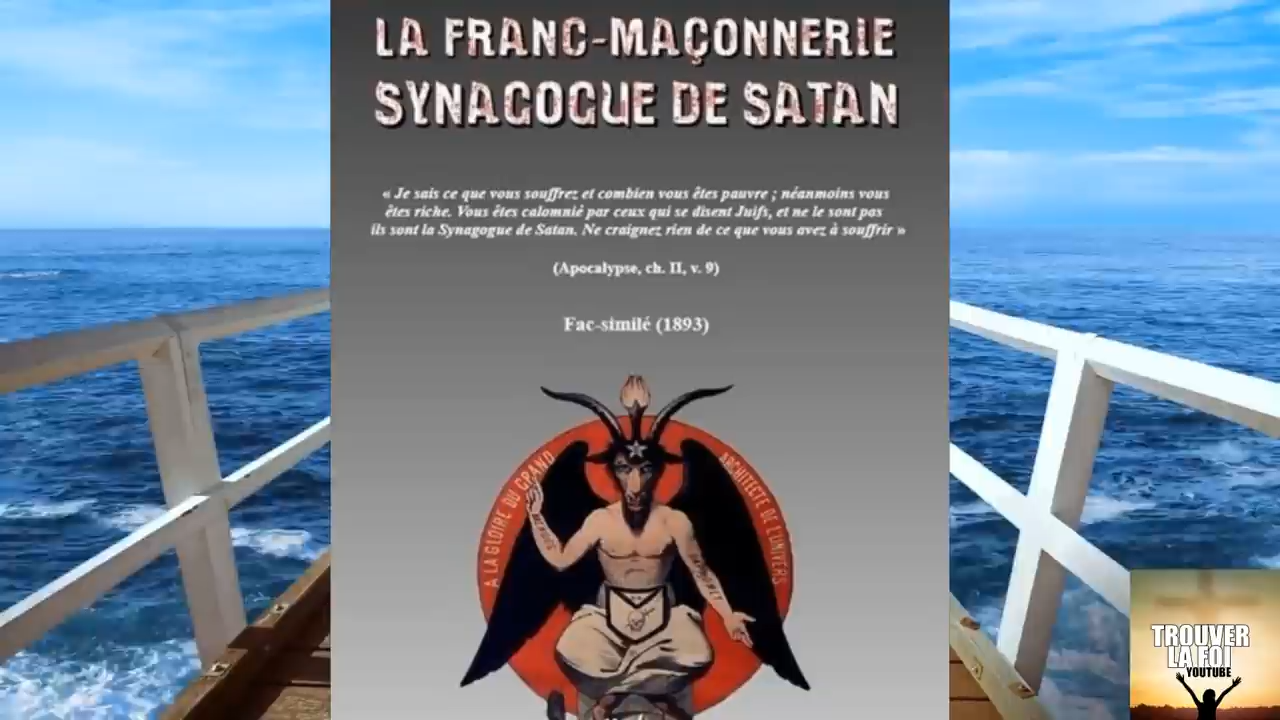 LA FRANC-MAÇONNERIE
SYNAGOGUE DE SATAN
« Je sais ce que vous souffrez et combien vous êtes pauvre ; néanmoins vous
êtes riche. Vous êtes calomnié par ceux qui se disent Juifs, et ne le sont pas
ils sont la Synagogue de Satan. Ne craignez rien de ce que vous avez à souffrir »
(Apocalypse, ch. II, v. 9)
Fac-similé (1893)
A LA GLOIRE DU GRAND
ARCHITECTE DE L'UNIVERS
TROUVER
LA FOI
YOUTUBE